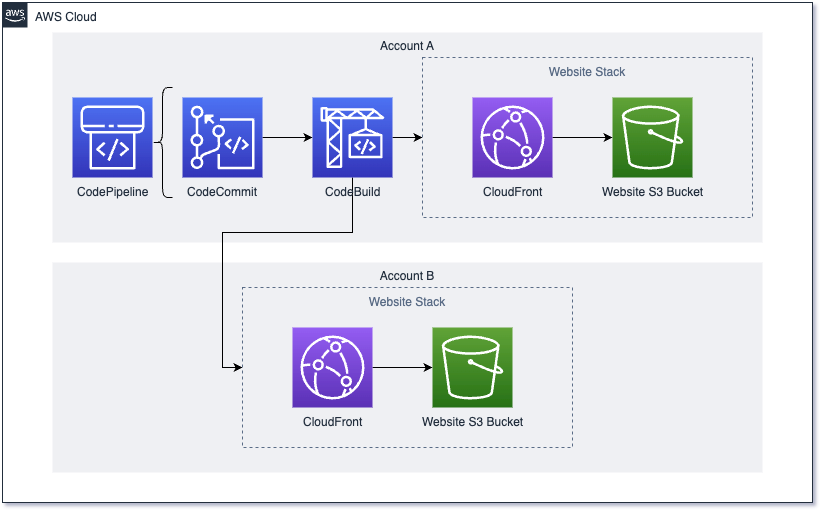 aws
AWS Cloud
Account A
Website Stack
CodePipeline
CodeCommit
CodeBuild
CloudFront
Website S3 Bucket
Account B
Website Stack
CloudFront
Website S3 Bucket